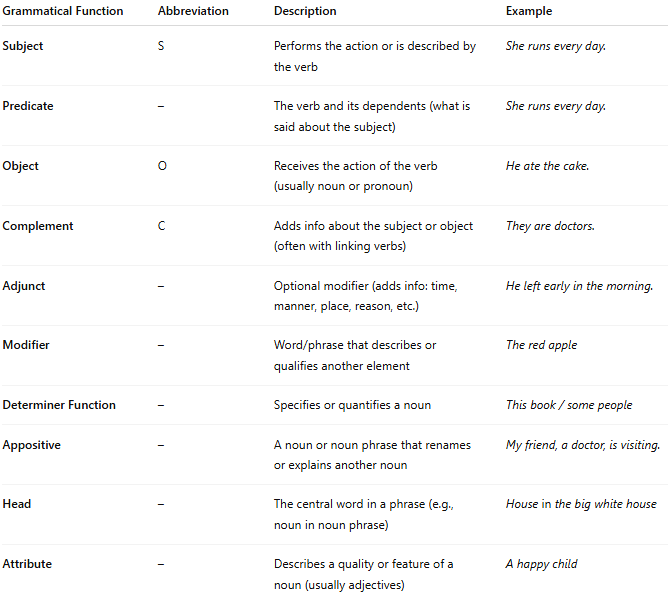 Grammatical Function Abbreviation Description Example
Subject S Performs the action or is described by She runs every day.
the verb
Predicate – The verb and its dependents (what is She runs every day.
said about the subject)
Object O Receives the action of the verb He ate the cake.
(usually noun or pronoun)
Complement C Adds info about the subject or object They are doctors.
(often with linking verbs)
Adjunct – Optional modifier (adds info: time, He left early in the morning.
manner, place, reason, etc.)
Modifier – Word/phrase that describes or The red apple
qualifies another element
Determiner Function – Specifies or quantifies a noun This book / some people
Appositive – A noun or noun phrase that renames My friend, a doctor, is visiting.
or explains another noun
Head – The central word in a phrase (e.g., House in the big white house
noun in noun phrase)
Attribute – Describes a quality or feature of a A happy child
noun (usually adjectives)